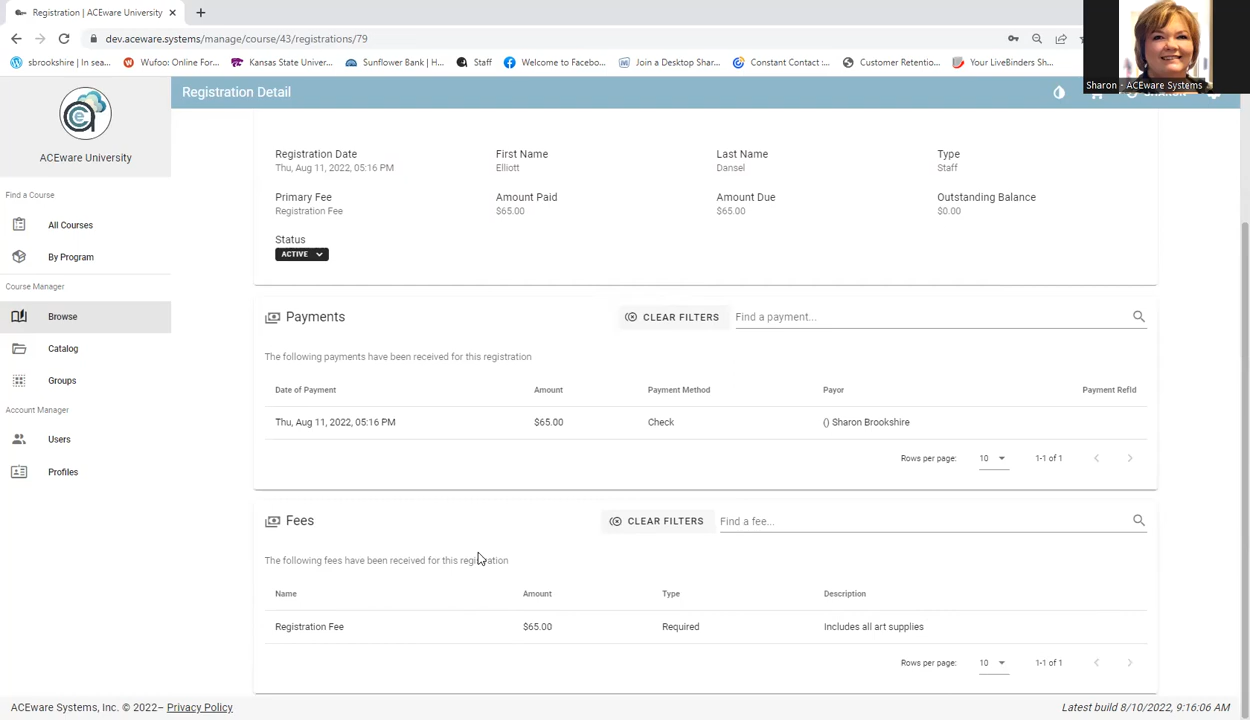 Registration | ACEware University
dev.aceware.systems/manage/course/43/registrations/79
sbrookshire | In sea... Wufoo: Online For... Kansas State Univer... Sunflower Bank | H... Staff Welcome to Facebo... Join a Desktop Shar... Constant Contact :... Customer Retentio... Your LiveBinders Sh...
Sharon - ACEware Systems
Registration Detail
ACEware University
Find a Course
All Courses
By Program
Course Manager
Browse
Catalog
Groups
Account Manager
Users
Profiles
Registration Date First Name Last Name Type
Thu, Aug 11, 2022, 05:16 PM Elliott Dansel Staff
Primary Fee Amount Paid Amount Due Outstanding Balance
Registration Fee $65.00 $65.00 $0.00
Status
ACTIVE
Payments CLEAR FILTERS Find a payment...
The following payments have been received for this registration
Date of Payment Amount Payment Method Payor Payment RefId
Thu, Aug 11, 2022, 05:16 PM $65.00 Check () Sharon Brookshire
Rows per page: 10 1-1 of 1
Fees CLEAR FILTERS Find a fee...
The following fees have been received for this registration
Name Amount Type Description
Registration Fee $65.00 Required Includes all art supplies
Rows per page: 10 1-1 of 1
ACEware Systems, Inc. © 2022– Privacy Policy Latest build 8/10/2022, 9:16:06 AM